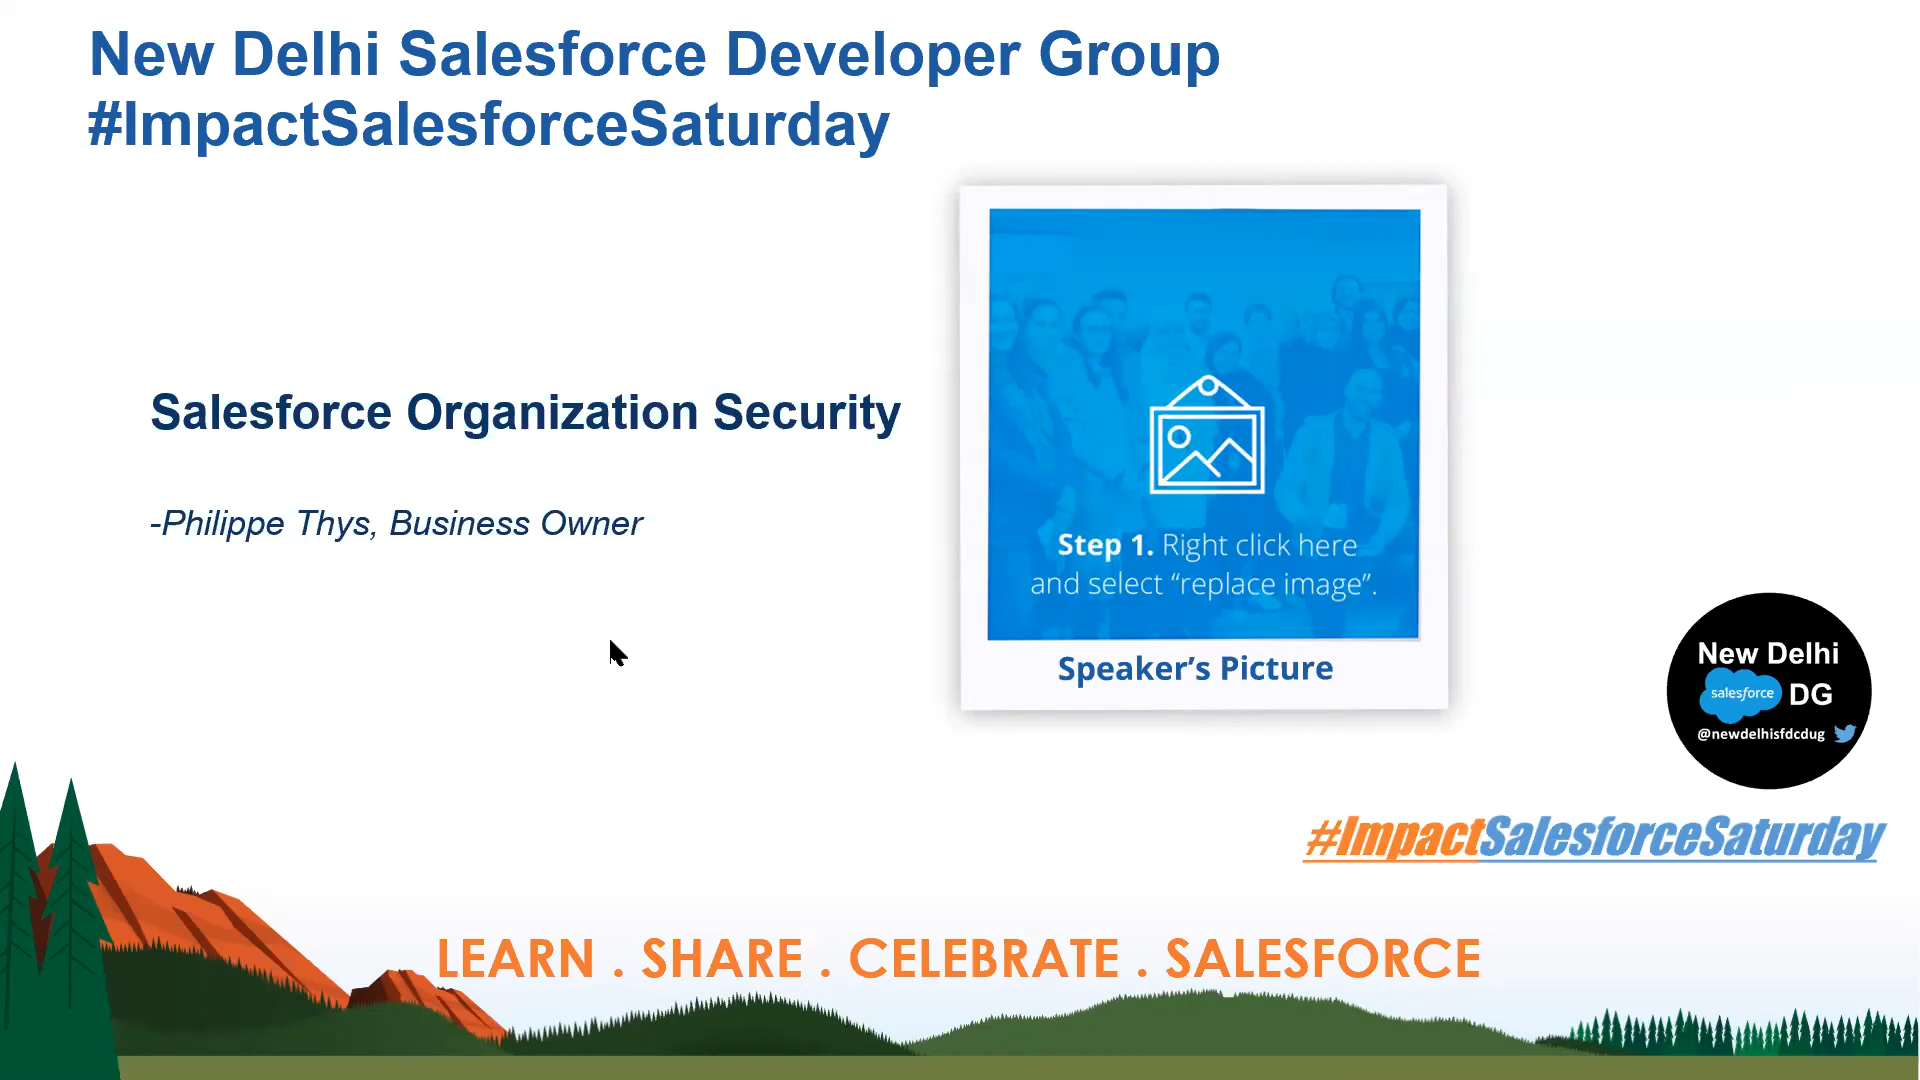 New Delhi Salesforce Developer Group
#ImpactSalesforceSaturday
Salesforce Organization Security
-Philippe Thys, Business Owner
Step 1. Right click here
and select “replace image”.
Speaker’s Picture
New Delhi
salesforce DG
@newdelhisfdcdug
#ImpactSalesforceSaturday
LEARN . SHARE . CELEBRATE . SALESFORCE